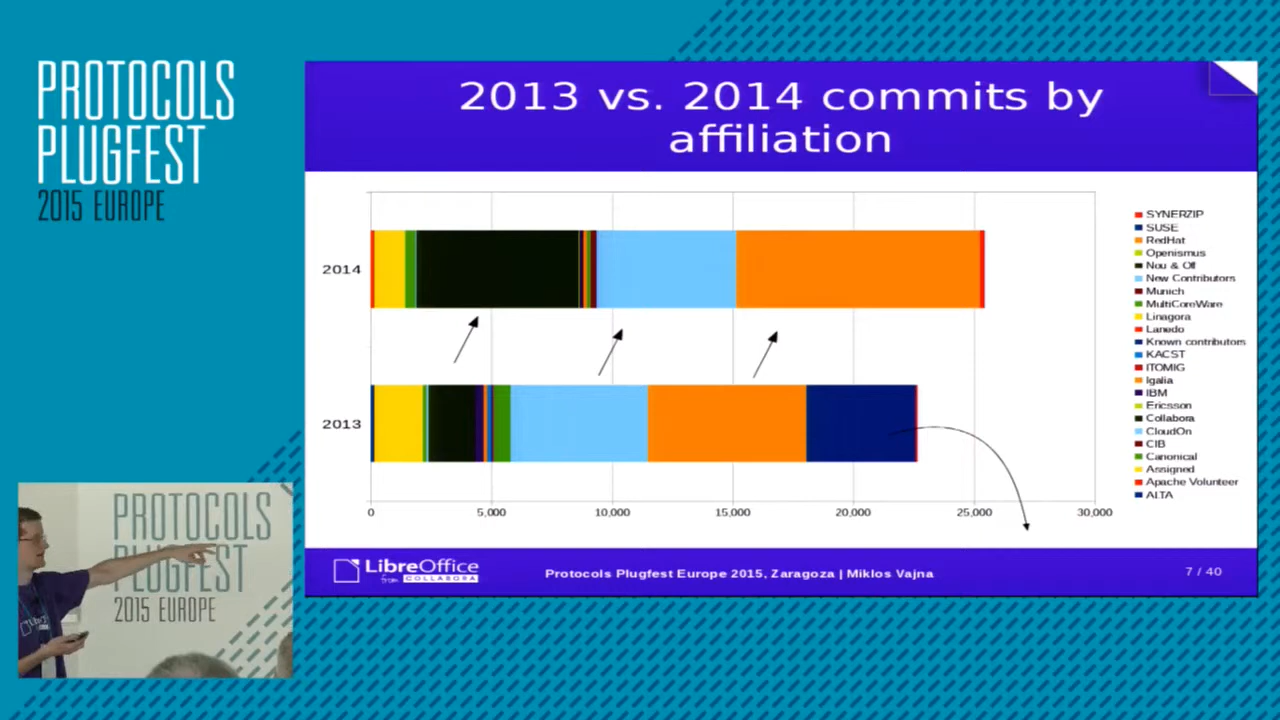 PROTOCOLS
PLUGFEST
2015 EUROPE
2013 vs. 2014 commits by
affiliation
2014
2013
0
5,000
10,000
15,000
20,000
25,000
30,000
SYNERZIP
SUSE
RedHat
Openismus
Nou & Off
New Contributors
Munich
MultiCoreWare
Linagora
Lanedo
Known contributors
KACST
ITOMIG
Igalia
IBM
Ericsson
Collabora
CloudOn
CIB
Canonical
Assigned
Apache Volunteer
ALTA
LibreOffice
from COLLABORA
Protocols Plugfest Europe 2015, Zaragoza | Miklos Vajna
7 / 40
PROTOCOLS
PLUGFEST
2015 EUROPE